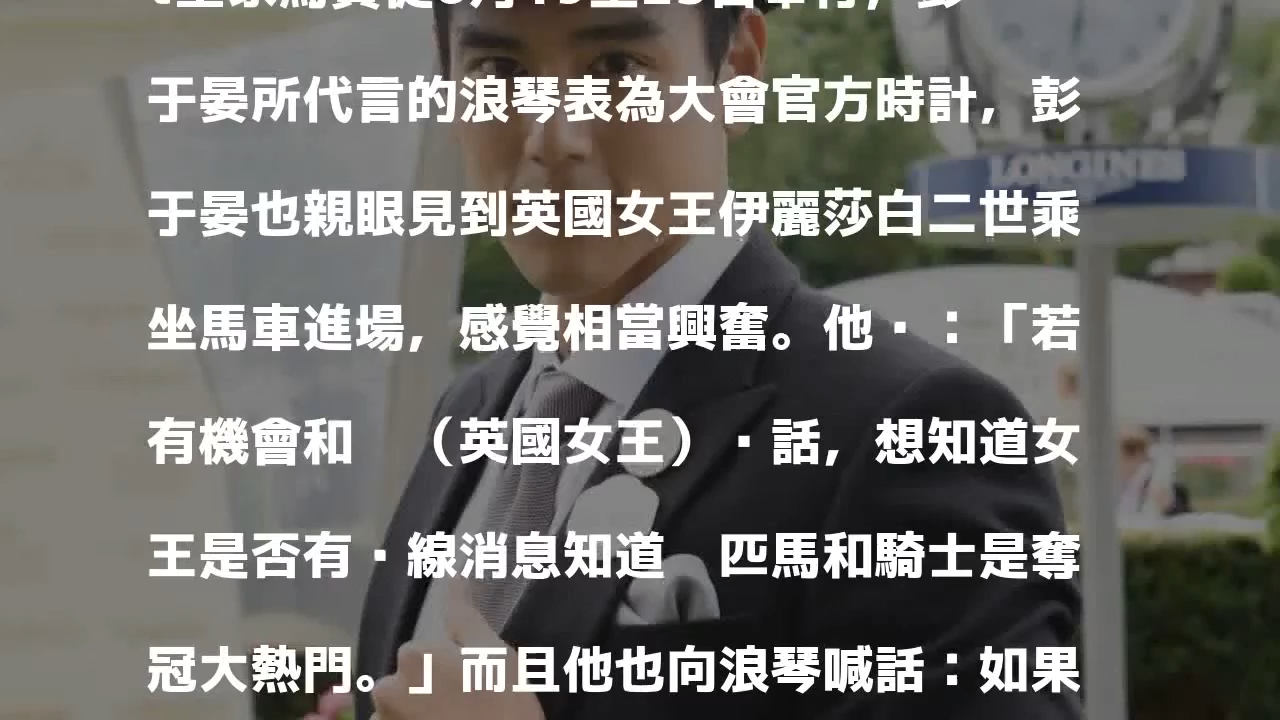 于晏所代言的浪琴表為大會官方時計，彭
于晏也親眼見到英國女王伊麗莎白二世乘
坐馬車進場，感覺相當興奮。他▪：「若
有機會和　（英國女王）▪話，想知道女
王是否有▪線消息知道　匹馬和騎士是奪
冠大熱門。」而且他也向浪琴喊話：如果
LONGINES